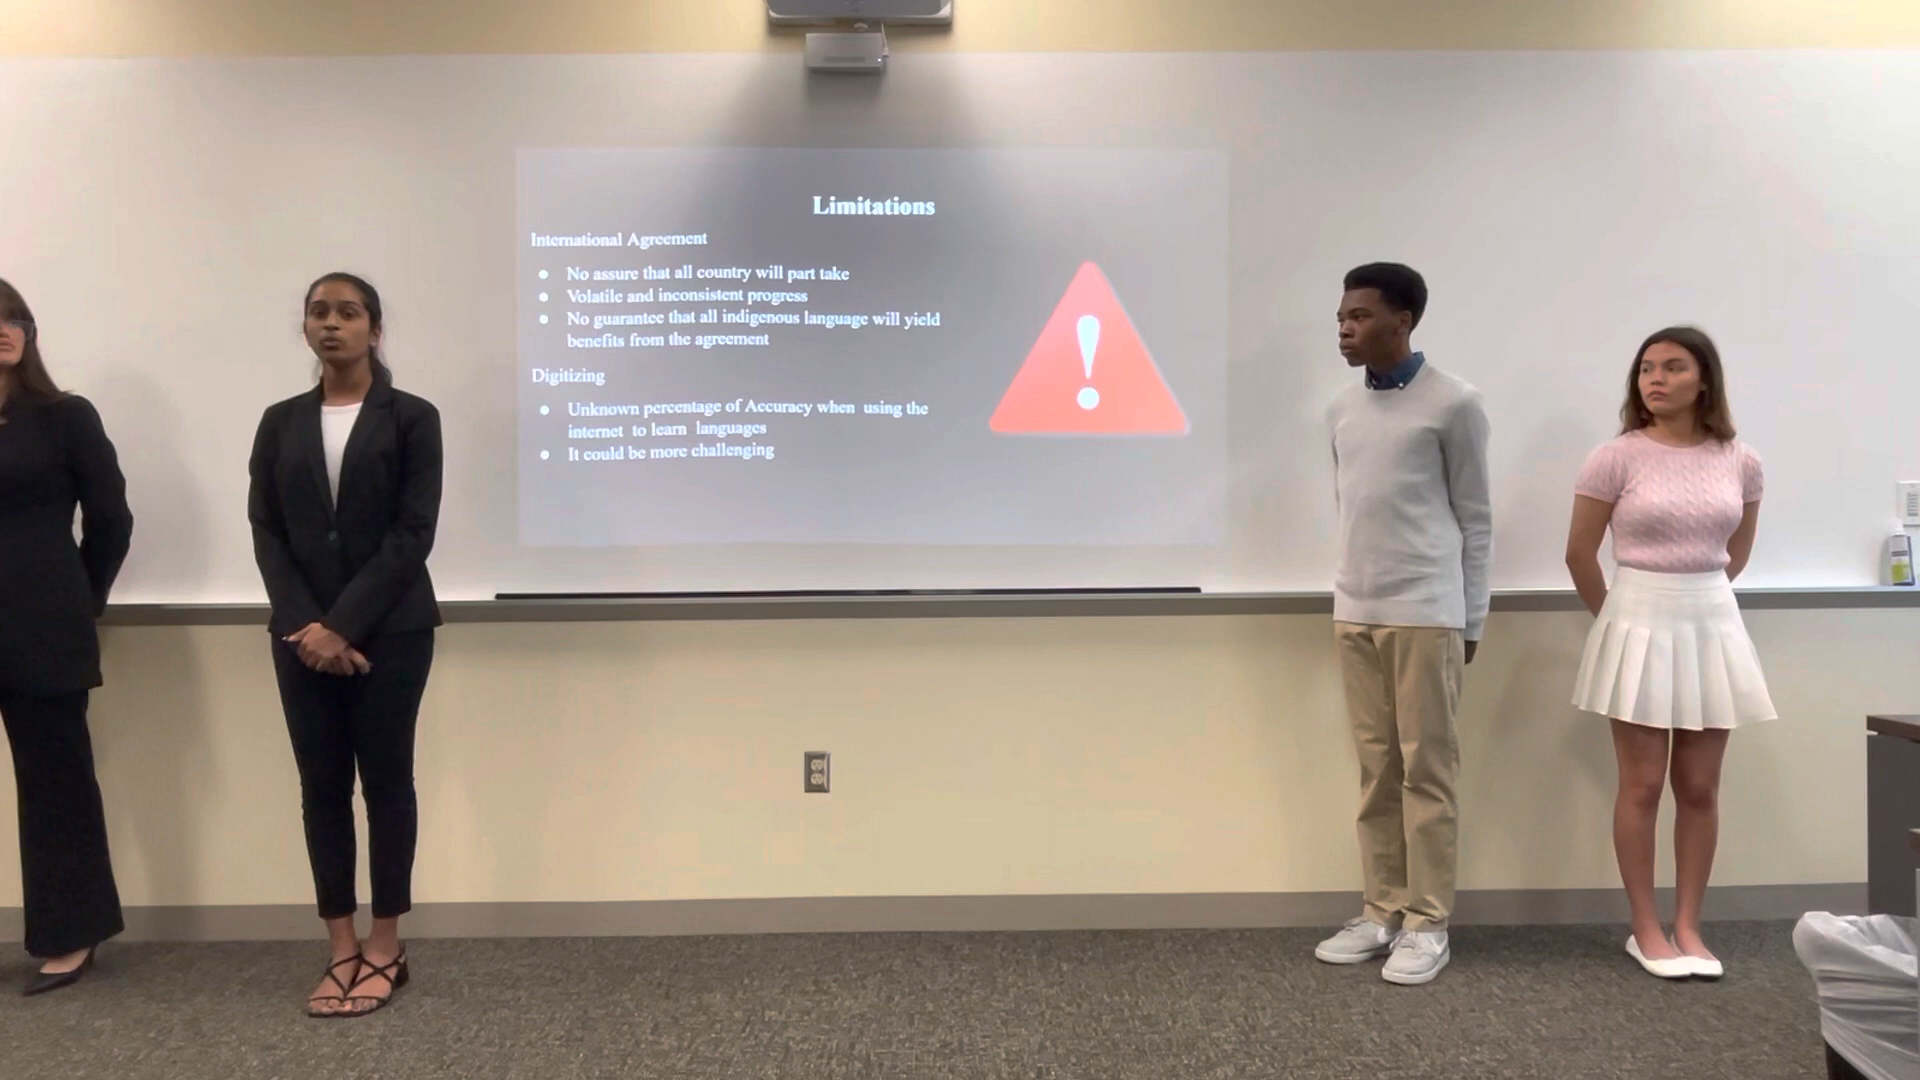 Limitations
International Agreement
● No assure that all country will part take
● Volatile and inconsistent progress
● No guarantee that all indigenous language will yield
benefits from the agreement
Digitizing
● Unknown percentage of Accuracy when using the
internet to learn languages
● It could be more challenging
!